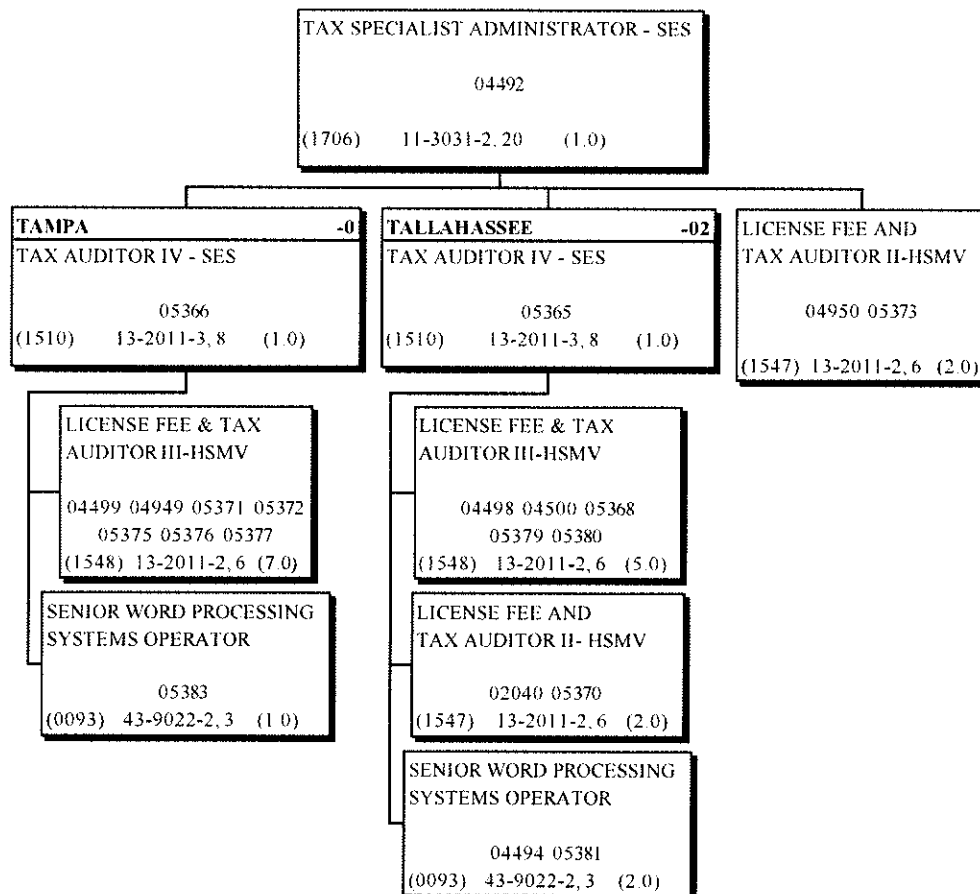 TAX SPECIALIST ADMINISTRATOR - SES
04492
(1706) 11-3031-2, 20 (1.0)
TAMPA -0
TAX AUDITOR IV - SES
05366
(1510) 13-2011-3, 8 (1.0)
LICENSE FEE & TAX
AUDITOR III-HSMV
04499 04949 05371 05372
05375 05376 05377
(1548) 13-2011-2, 6 (7.0)
SENIOR WORD PROCESSING
SYSTEMS OPERATOR
05383
(0093) 43-9022-2, 3 (1.0)
TALLAHASSEE -02
TAX AUDITOR IV - SES
05365
(1510) 13-2011-3, 8 (1.0)
LICENSE FEE & TAX
AUDITOR III-HSMV
04498 04500 05368
05379 05380
(1548) 13-2011-2, 6 (5.0)
LICENSE FEE AND
TAX AUDITOR II- HSMV
02040 05370
(1547) 13-2011-2, 6 (2.0)
SENIOR WORD PROCESSING
SYSTEMS OPERATOR
04494 05381
(0093) 43-9022-2, 3 (2.0)
LICENSE FEE AND
TAX AUDITOR II-HSMV
04950 05373
(1547) 13-2011-2, 6 (2.0)